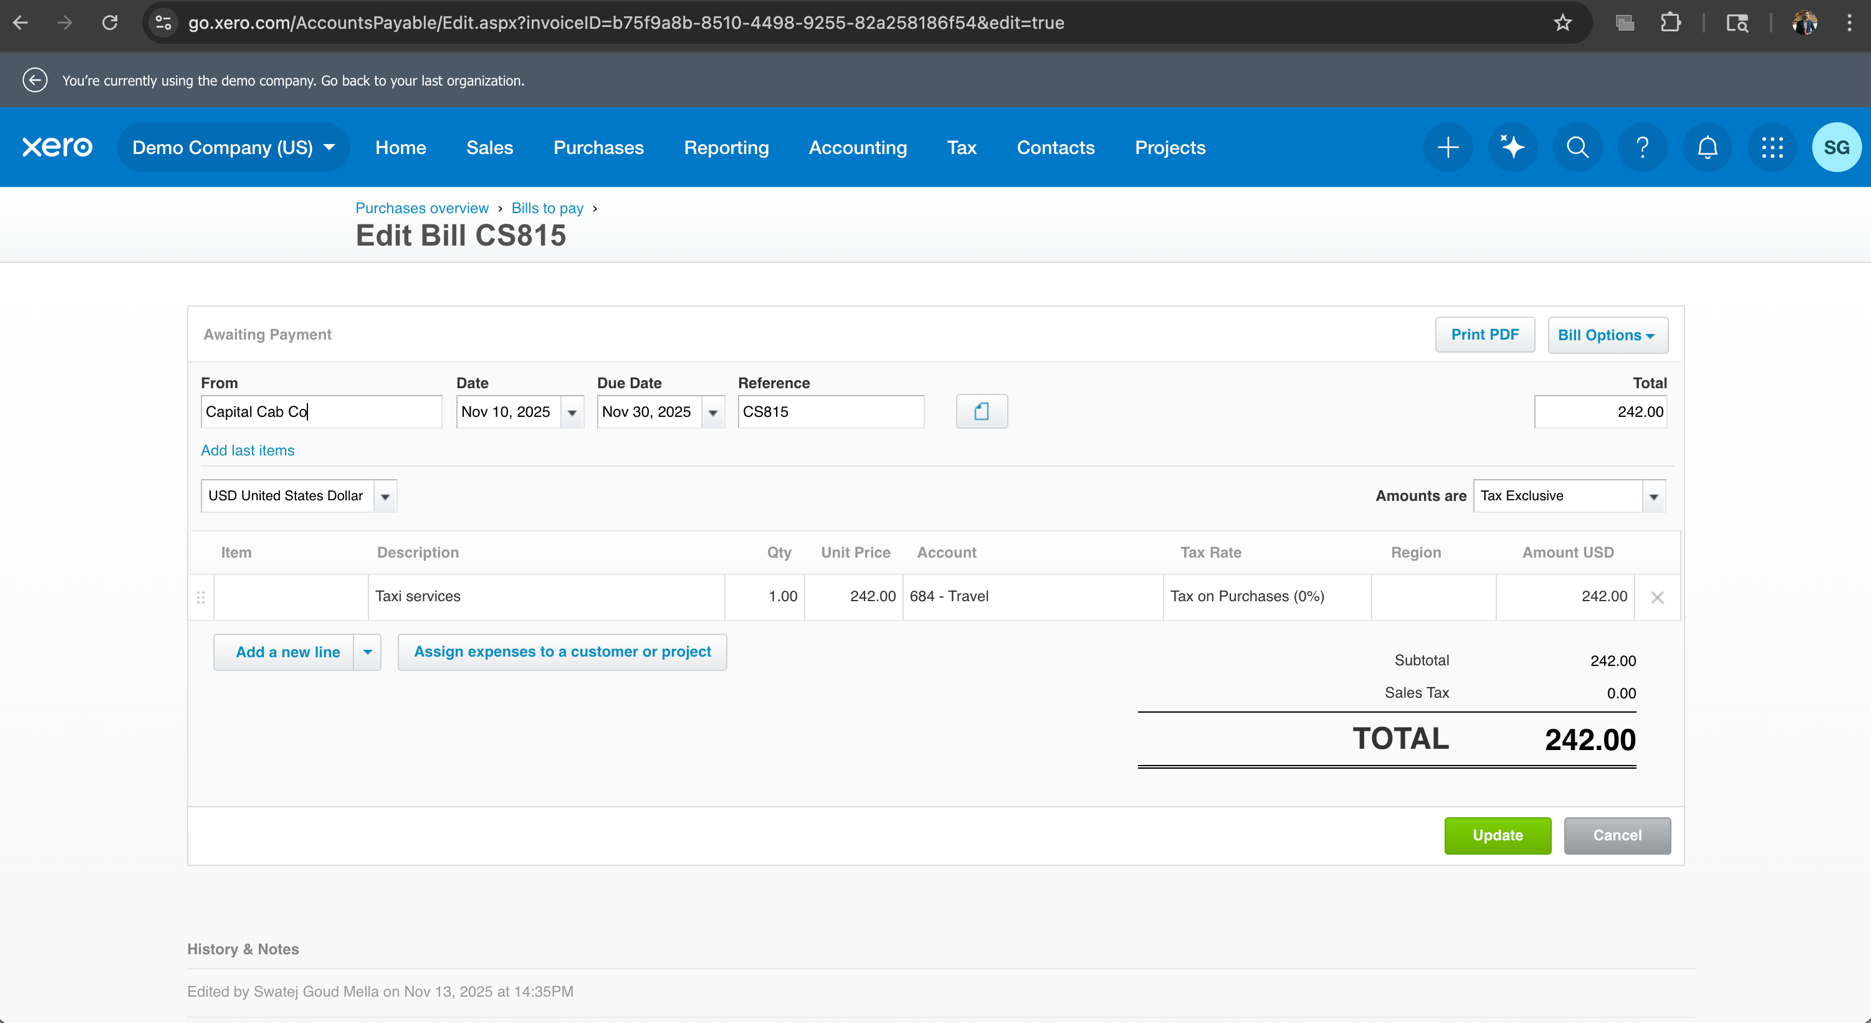 go.xero.com/AccountsPayable/Edit.aspx?invoiceID=b75f9a8b-8510-4498-9255-82a258186f54&edit=true
You're currently using the demo company. Go back to your last organization.
xero Demo Company (US) Home Sales Purchases Reporting Accounting Tax Contacts Projects ? SG
Purchases overview › Bills to pay ›
Edit Bill CS815
Awaiting Payment Print PDF Bill Options
From Date Due Date Reference Total
Capital Cab Co Nov 10, 2025 Nov 30, 2025 CS815 242.00
Add last items
USD United States Dollar Amounts are Tax Exclusive
Item Description Qty Unit Price Account Tax Rate Region Amount USD
Taxi services 1.00 242.00 684 - Travel Tax on Purchases (0%) 242.00
Add a new line Assign expenses to a customer or project
Subtotal 242.00
Sales Tax 0.00
TOTAL 242.00
Update Cancel
History & Notes
Edited by Swatej Goud Mella on Nov 13, 2025 at 14:35PM